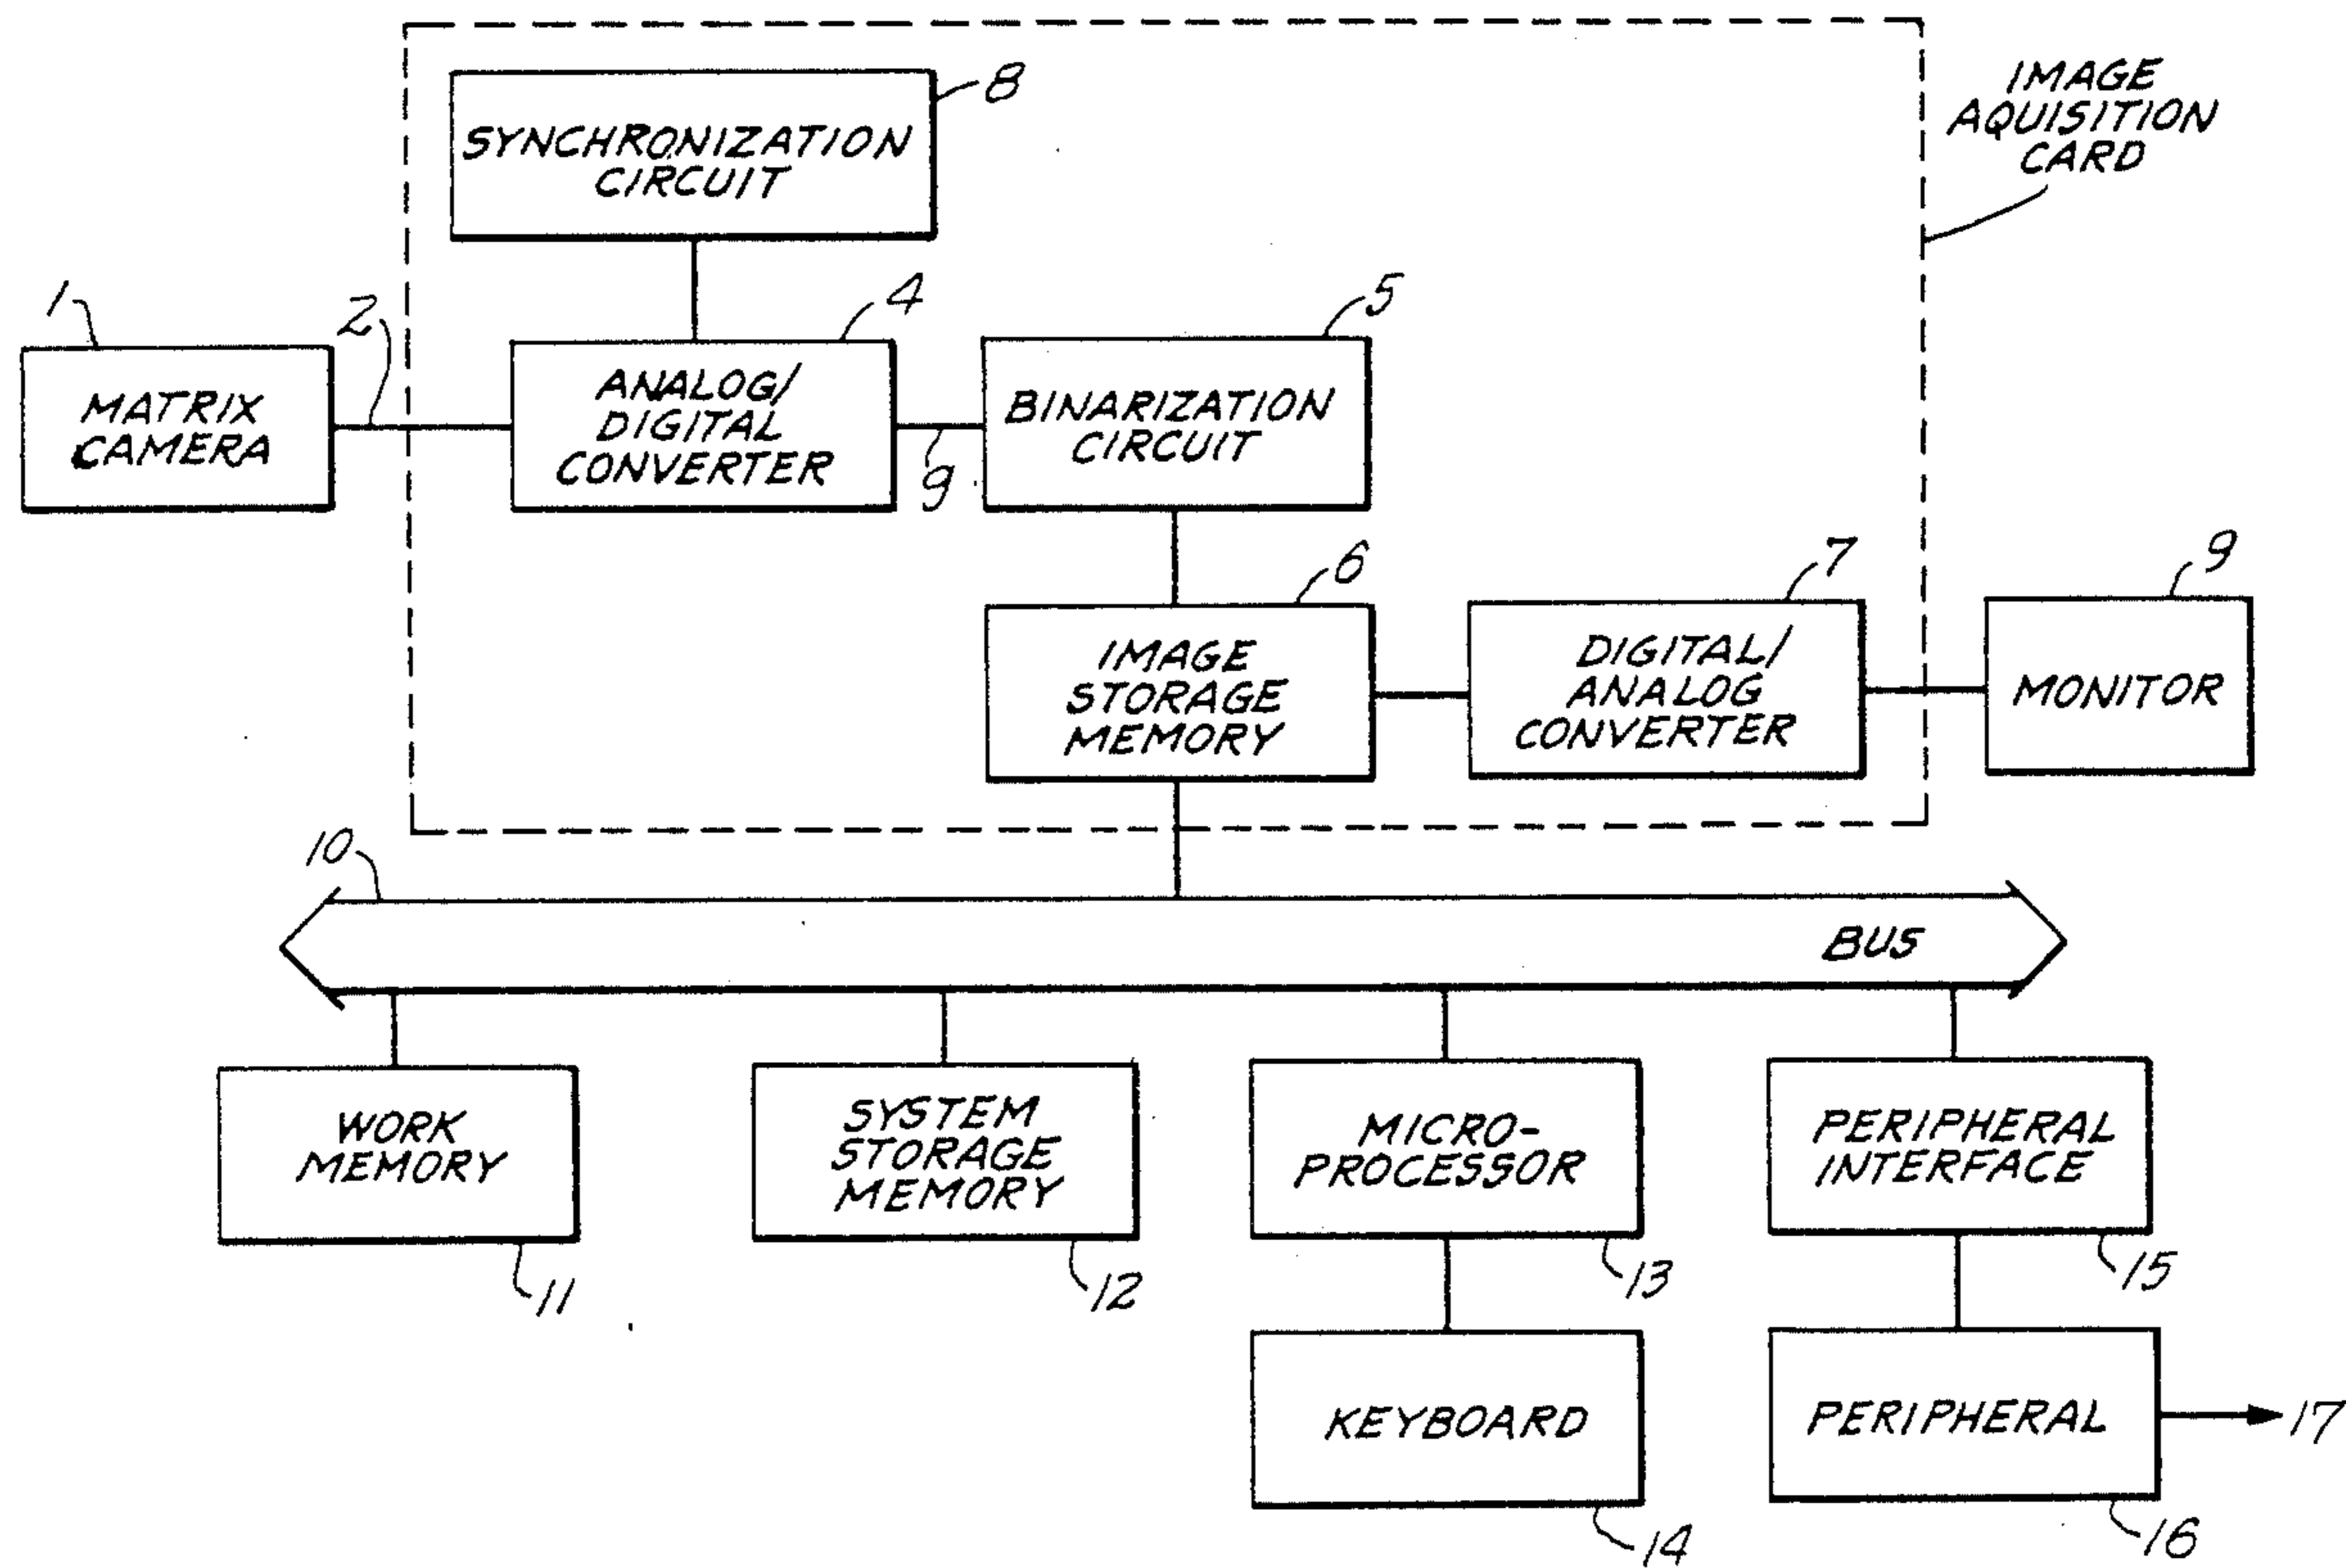 8
SYNCHRONIZATION
CIRCUIT
IMAGE
AQUISITION
CARD
1
2
4
5
MATRIX
CAMERA
ANALOG/
DIGITAL
CONVERTER
9
BINARIZATION
CIRCUIT
6
7
9
IMAGE
STORAGE
MEMORY
DIGITAL/
ANALOG
CONVERTER
MONITOR
10
BUS
WORK
MEMORY
11
SYSTEM
STORAGE
MEMORY
12
MICRO-
PROCESSOR
13
PERIPHERAL
INTERFACE
15
KEYBOARD
14
PERIPHERAL
16
17